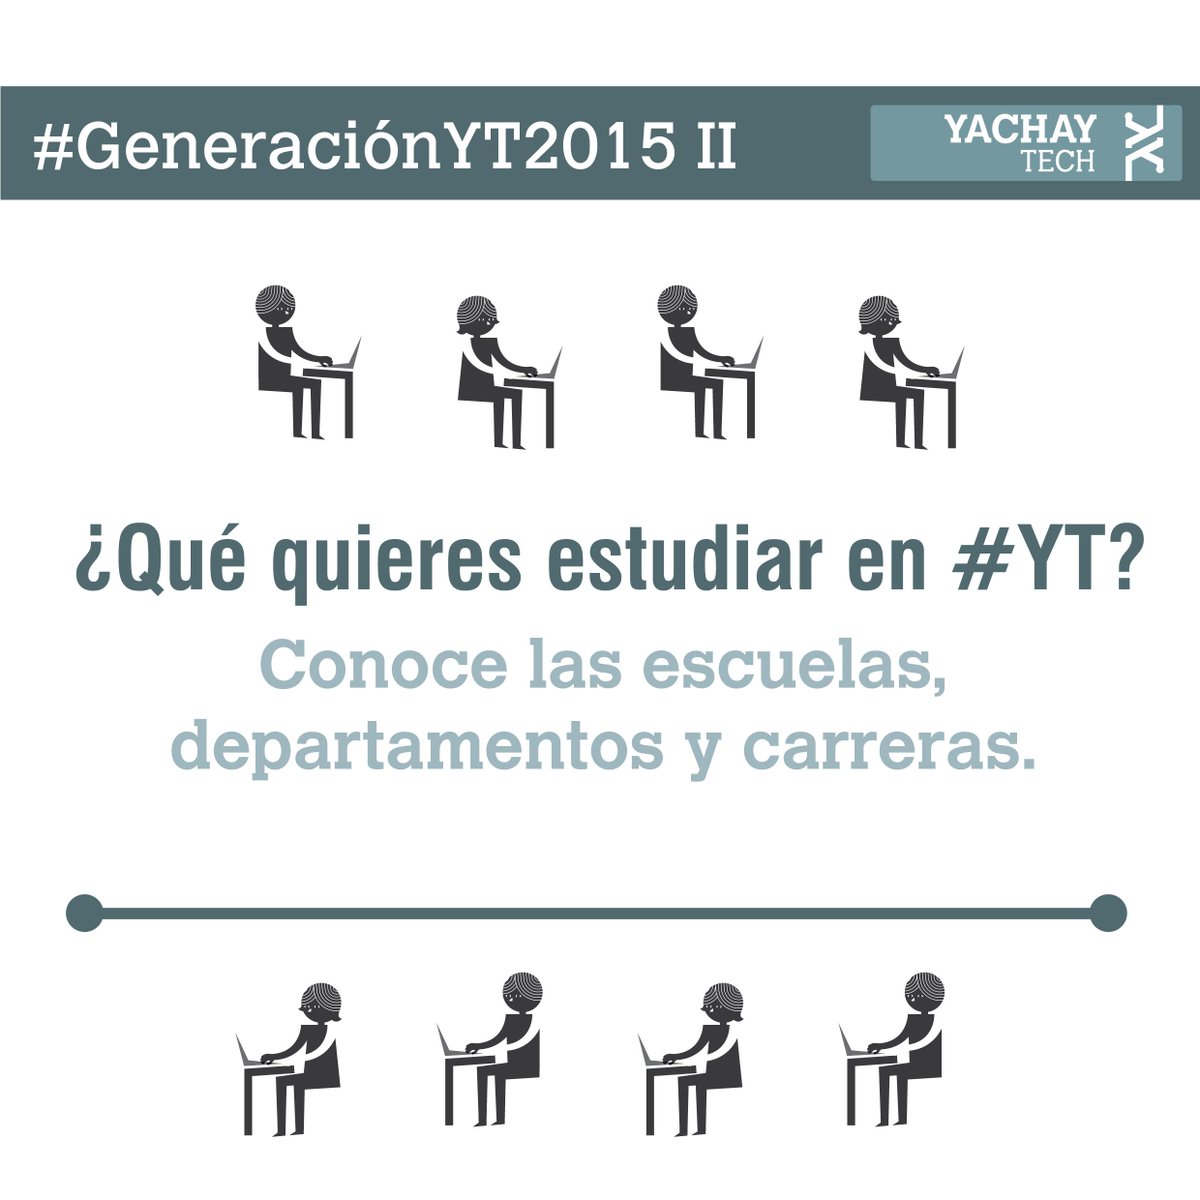 #GeneraciónYT2015 II
YACHAY
TECH
¿Qué quieres estudiar en #YT?
Conoce las escuelas,
departamentos y carreras.